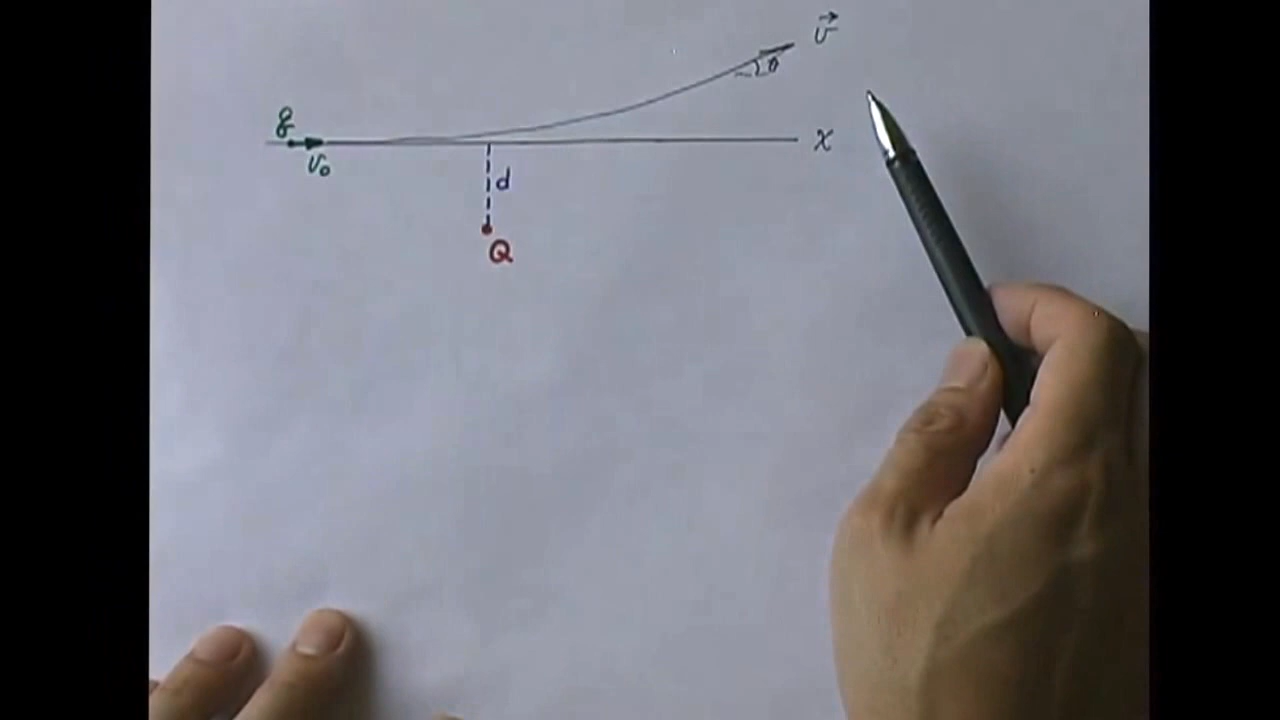 v⃗
θ
q
v₀
x
d
Q